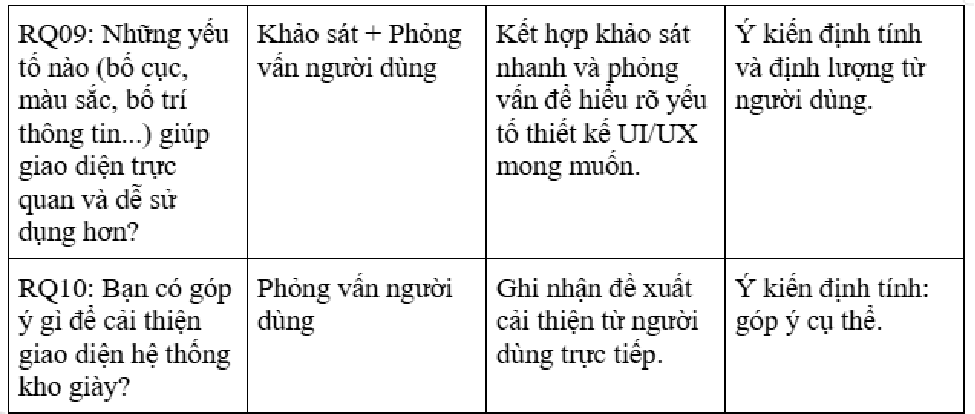 RQ09: Những yếu
tố nào (bố cục,
màu sắc, bố trí
thông tin...) giúp
giao diện trực
quan và dễ sử
dụng hơn?
Khảo sát + Phỏng
vấn người dùng
Kết hợp khảo sát
nhanh và phỏng
vấn để hiểu rõ yếu
tố thiết kế UI/UX
mong muốn.
Ý kiến định tính
và định lượng từ
người dùng.
RQ10: Bạn có góp
ý gì để cải thiện
giao diện hệ thống
kho giày?
Phỏng vấn người
dùng
Ghi nhận đề xuất
cải thiện từ người
dùng trực tiếp.
Ý kiến định tính:
góp ý cụ thể.